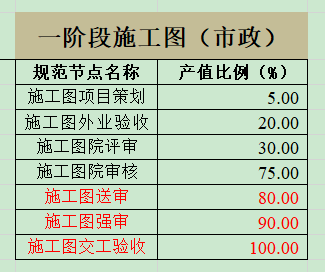 一阶段施工图（市政）
规范节点名称 产值比例（%）
施工图项目策划 5.00
施工图外业验收 20.00
施工图院评审 30.00
施工图院审核 75.00
施工图送审 80.00
施工图强审 90.00
施工图交工验收 100.00